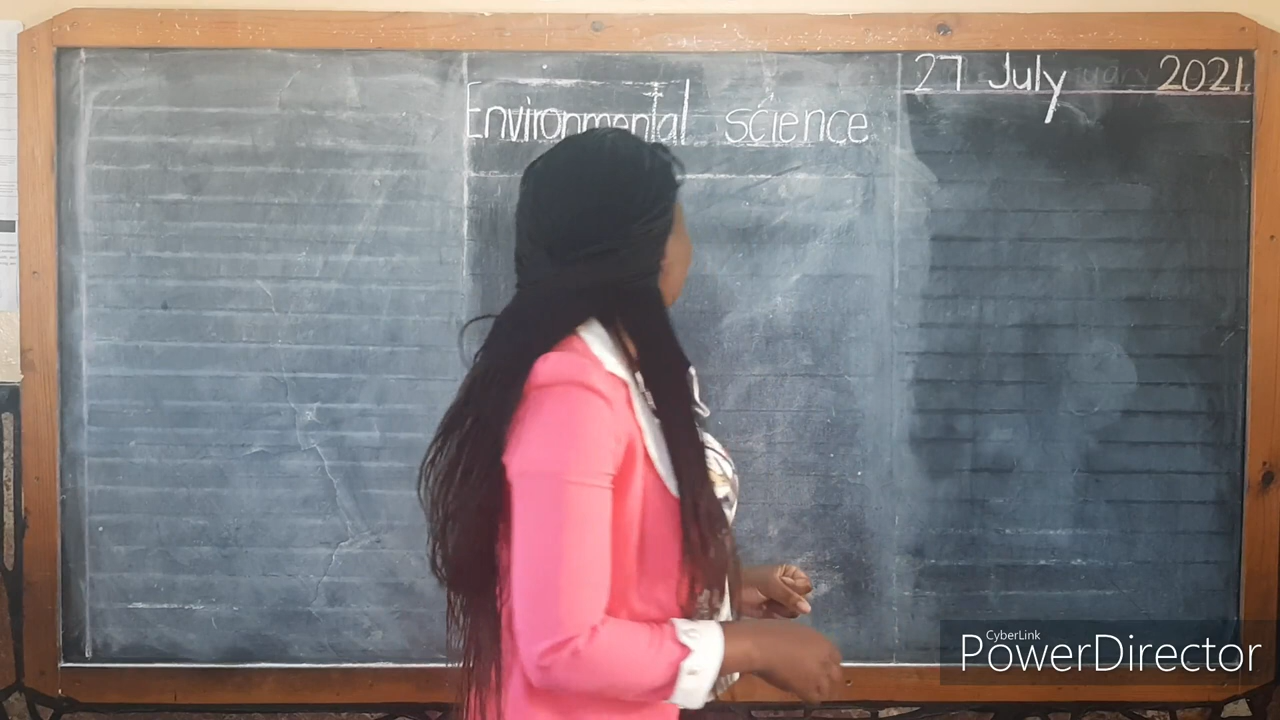 27 July 2021.
Environmental science
CyberLink
PowerDirector